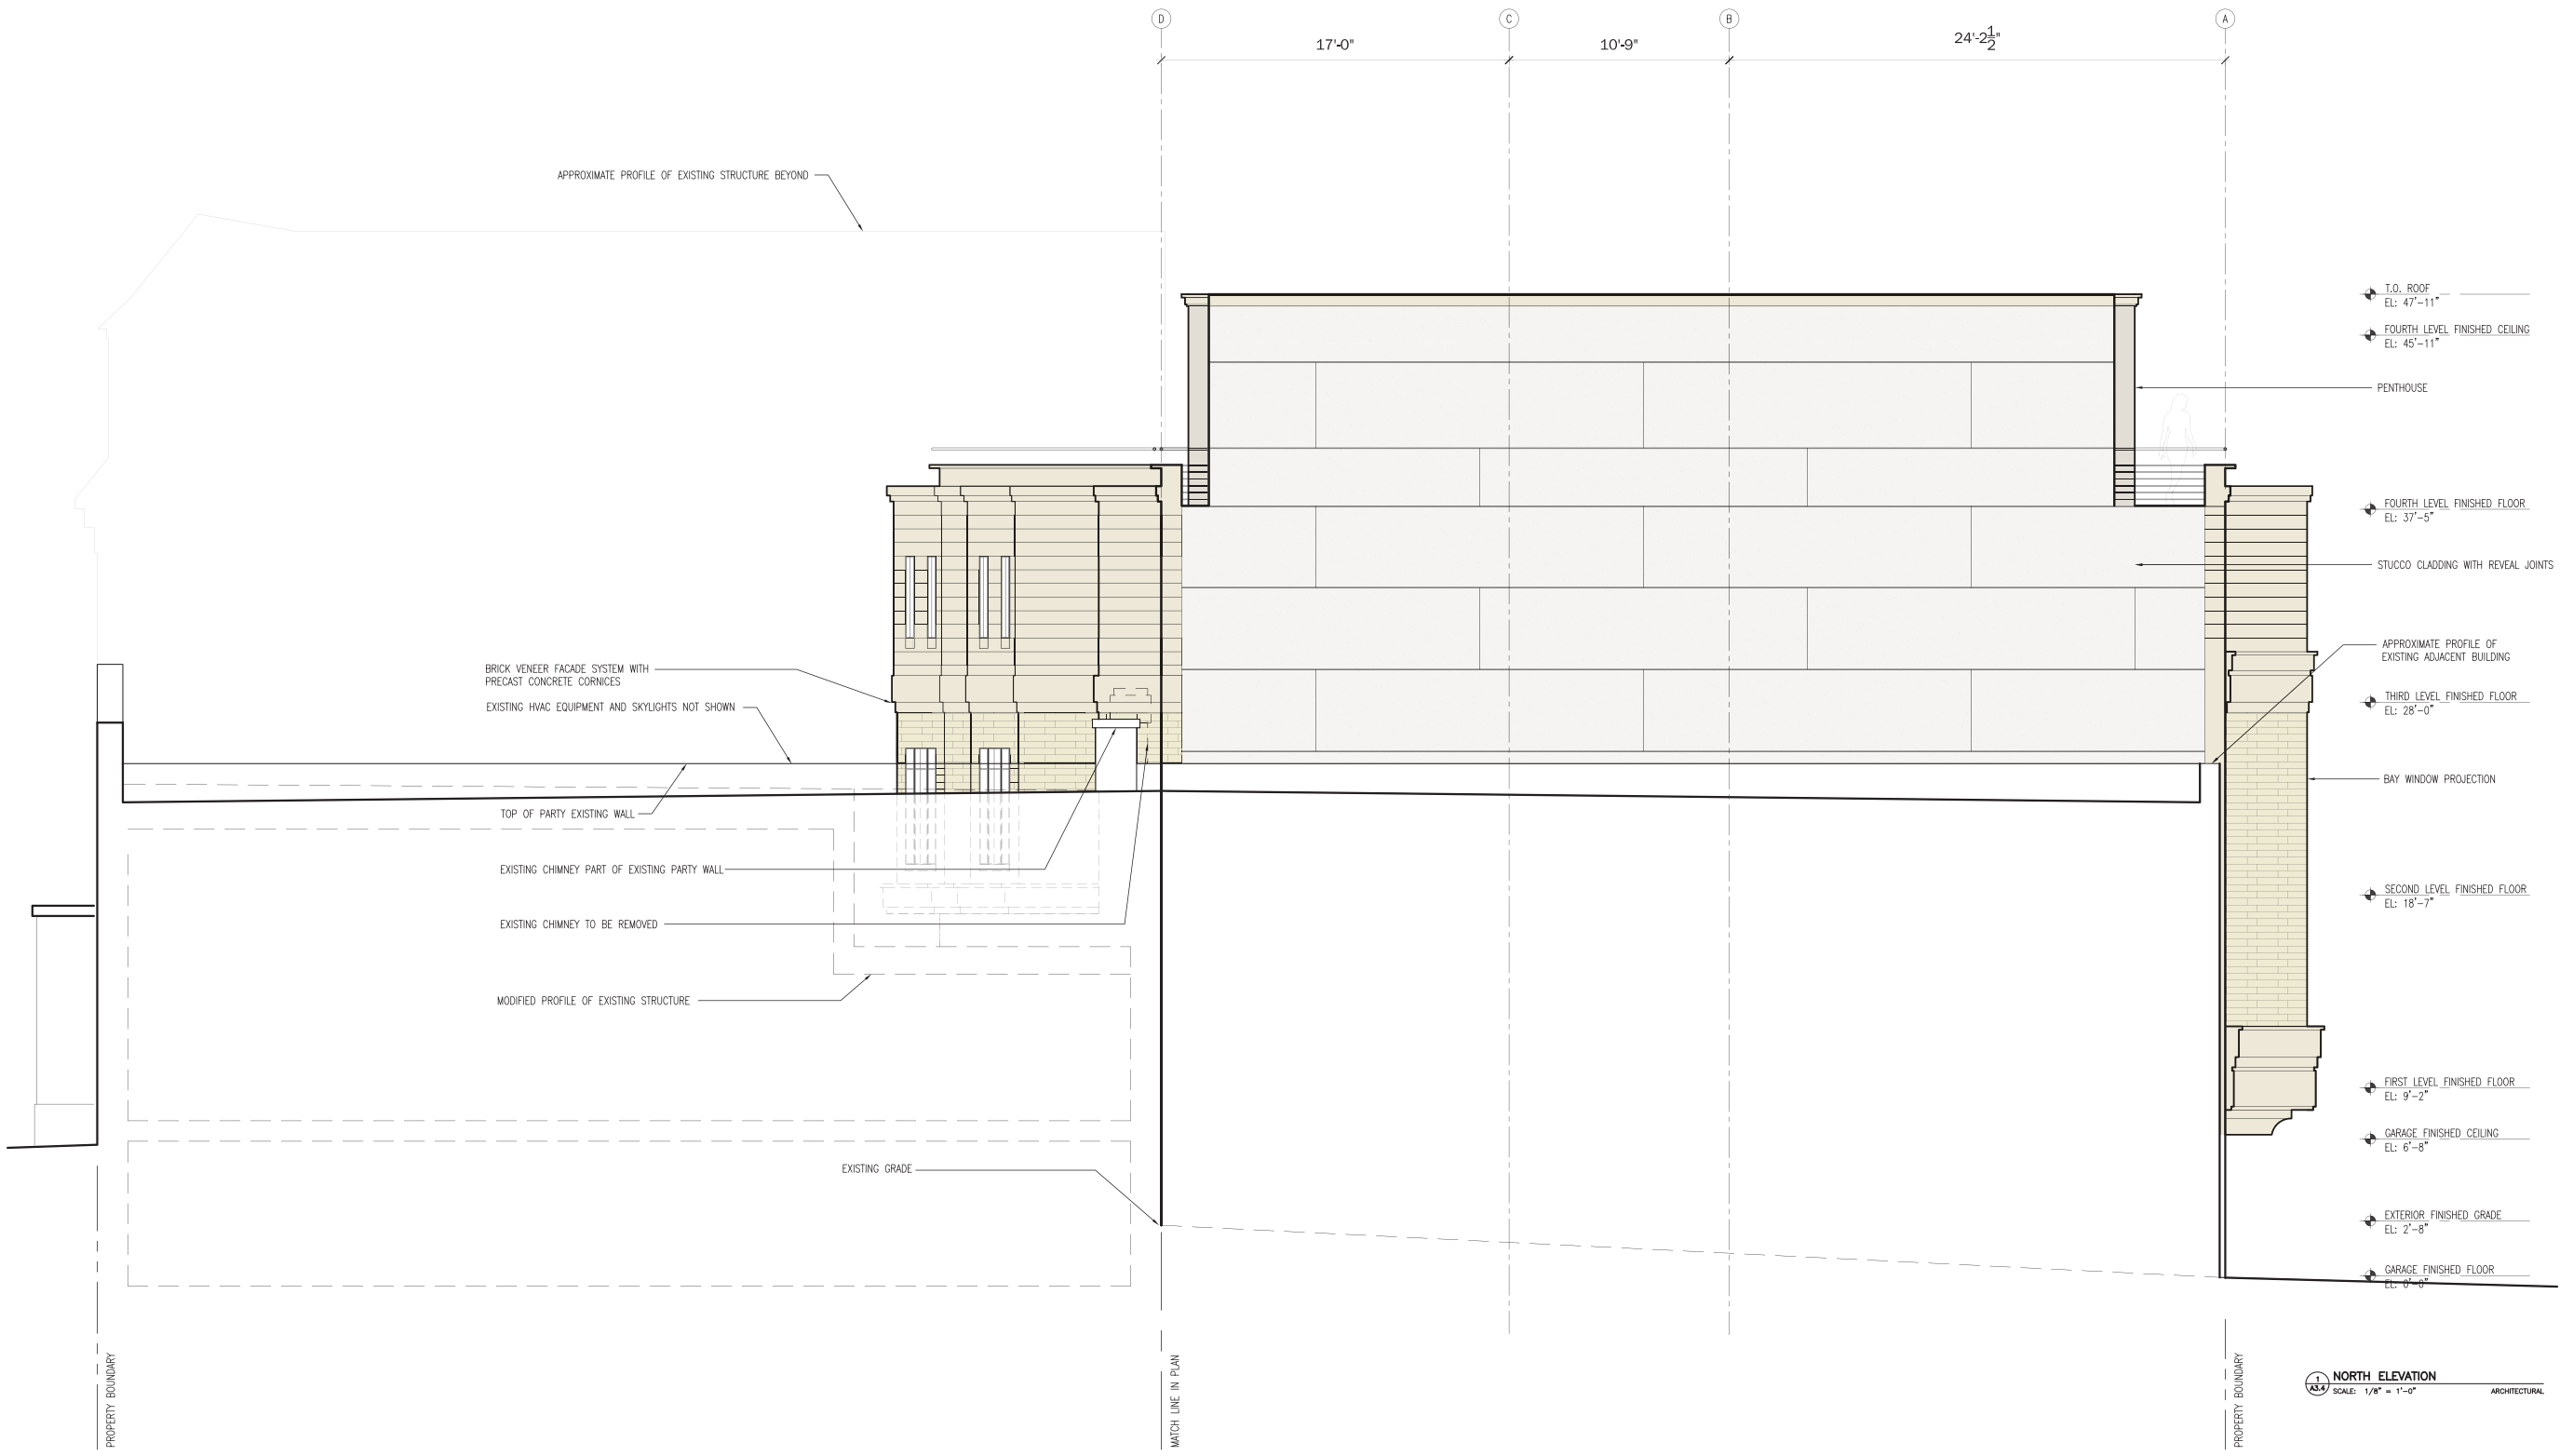 D
C
B
A
17'-0"
10'-9"
24'-2 1/2"
APPROXIMATE PROFILE OF EXISTING STRUCTURE BEYOND
T.O. ROOF
EL: 47'-11"
FOURTH LEVEL FINISHED CEILING
EL: 45'-11"
PENTHOUSE
FOURTH LEVEL FINISHED FLOOR
EL: 37'-5"
STUCCO CLADDING WITH REVEAL JOINTS
APPROXIMATE PROFILE OF
EXISTING ADJACENT BUILDING
BRICK VENEER FACADE SYSTEM WITH
PRECAST CONCRETE CORNICES
EXISTING HVAC EQUIPMENT AND SKYLIGHTS NOT SHOWN
THIRD LEVEL FINISHED FLOOR
EL: 28'-0"
BAY WINDOW PROJECTION
TOP OF PARTY EXISTING WALL
EXISTING CHIMNEY PART OF EXISTING PARTY WALL
SECOND LEVEL FINISHED FLOOR
EL: 18'-7"
EXISTING CHIMNEY TO BE REMOVED
MODIFIED PROFILE OF EXISTING STRUCTURE
FIRST LEVEL FINISHED FLOOR
EL: 9'-2"
GARAGE FINISHED CEILING
EL: 6'-8"
EXISTING GRADE
EXTERIOR FINISHED GRADE
EL: 2'-8"
GARAGE FINISHED FLOOR
EL: 0'-0"
PROPERTY BOUNDARY
MATCH LINE IN PLAN
PROPERTY BOUNDARY
1
A3.4
NORTH ELEVATION
SCALE: 1/8" = 1'-0"
ARCHITECTURAL